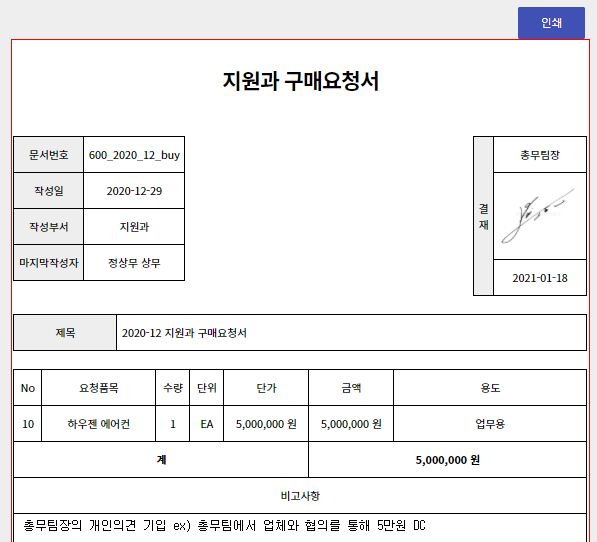 인쇄
지원과 구매요청서
문서번호 600_2020_12_buy
작성일 2020-12-29
작성부서 지원과
마지막작성자 정상무 상무
결재
총무팀장
2021-01-18
제목 2020-12 지원과 구매요청서
No 요청품목 수량 단위 단가 금액 용도
10 하우젠 에어컨 1 EA 5,000,000 원 5,000,000 원 업무용
계 5,000,000 원
비고사항
총무팀장의 개인의견 기입 ex) 총무팀에서 업체와 협의를 통해 5만원 DC